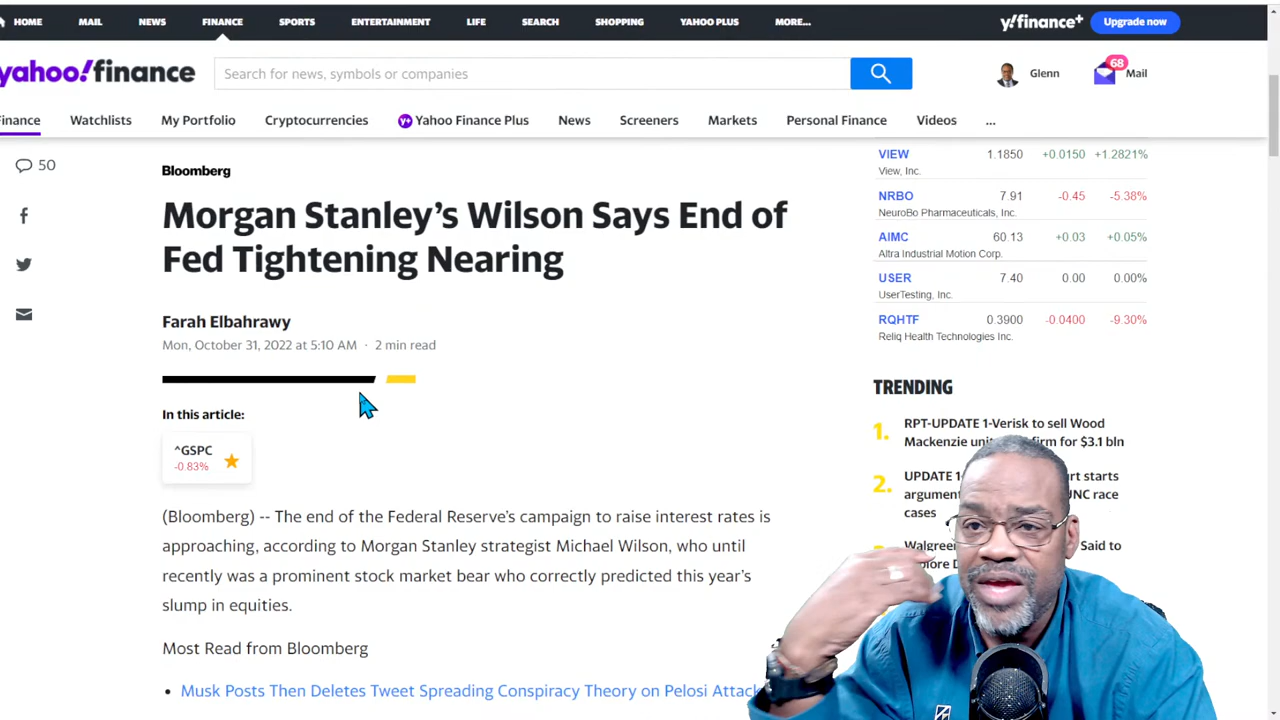 HOME MAIL NEWS FINANCE SPORTS ENTERTAINMENT LIFE SEARCH SHOPPING YAHOO PLUS MORE...
y!finance+ Upgrade now
yahoo!finance
Search for news, symbols or companies
Glenn
68
Mail
Finance Watchlists My Portfolio Cryptocurrencies Y+ Yahoo Finance Plus News Screeners Markets Personal Finance Videos ...
50
Bloomberg
Morgan Stanley's Wilson Says End of
Fed Tightening Nearing
Farah Elbahrawy
Mon, October 31, 2022 at 5:10 AM · 2 min read
In this article:
^GSPC
-0.83%
(Bloomberg) -- The end of the Federal Reserve's campaign to raise interest rates is
approaching, according to Morgan Stanley strategist Michael Wilson, who until
recently was a prominent stock market bear who correctly predicted this year's
slump in equities.
Most Read from Bloomberg
• Musk Posts Then Deletes Tweet Spreading Conspiracy Theory on Pelosi Attack
VIEW 1.1850 +0.0150 +1.2821%
View, Inc.
NRBO 7.91 -0.45 -5.38%
NeuroBo Pharmaceuticals, Inc.
AIMC 60.13 +0.03 +0.05%
Altra Industrial Motion Corp.
USER 7.40 0.00 0.00%
UserTesting, Inc.
RQHTF 0.3900 -0.0400 -9.30%
Reliq Health Technologies Inc.
TRENDING
1. RPT-UPDATE 1-Verisk to sell Wood
Mackenzie firm for $3.1 bln
2. UPDATE starts
UNC race
cases
Said to